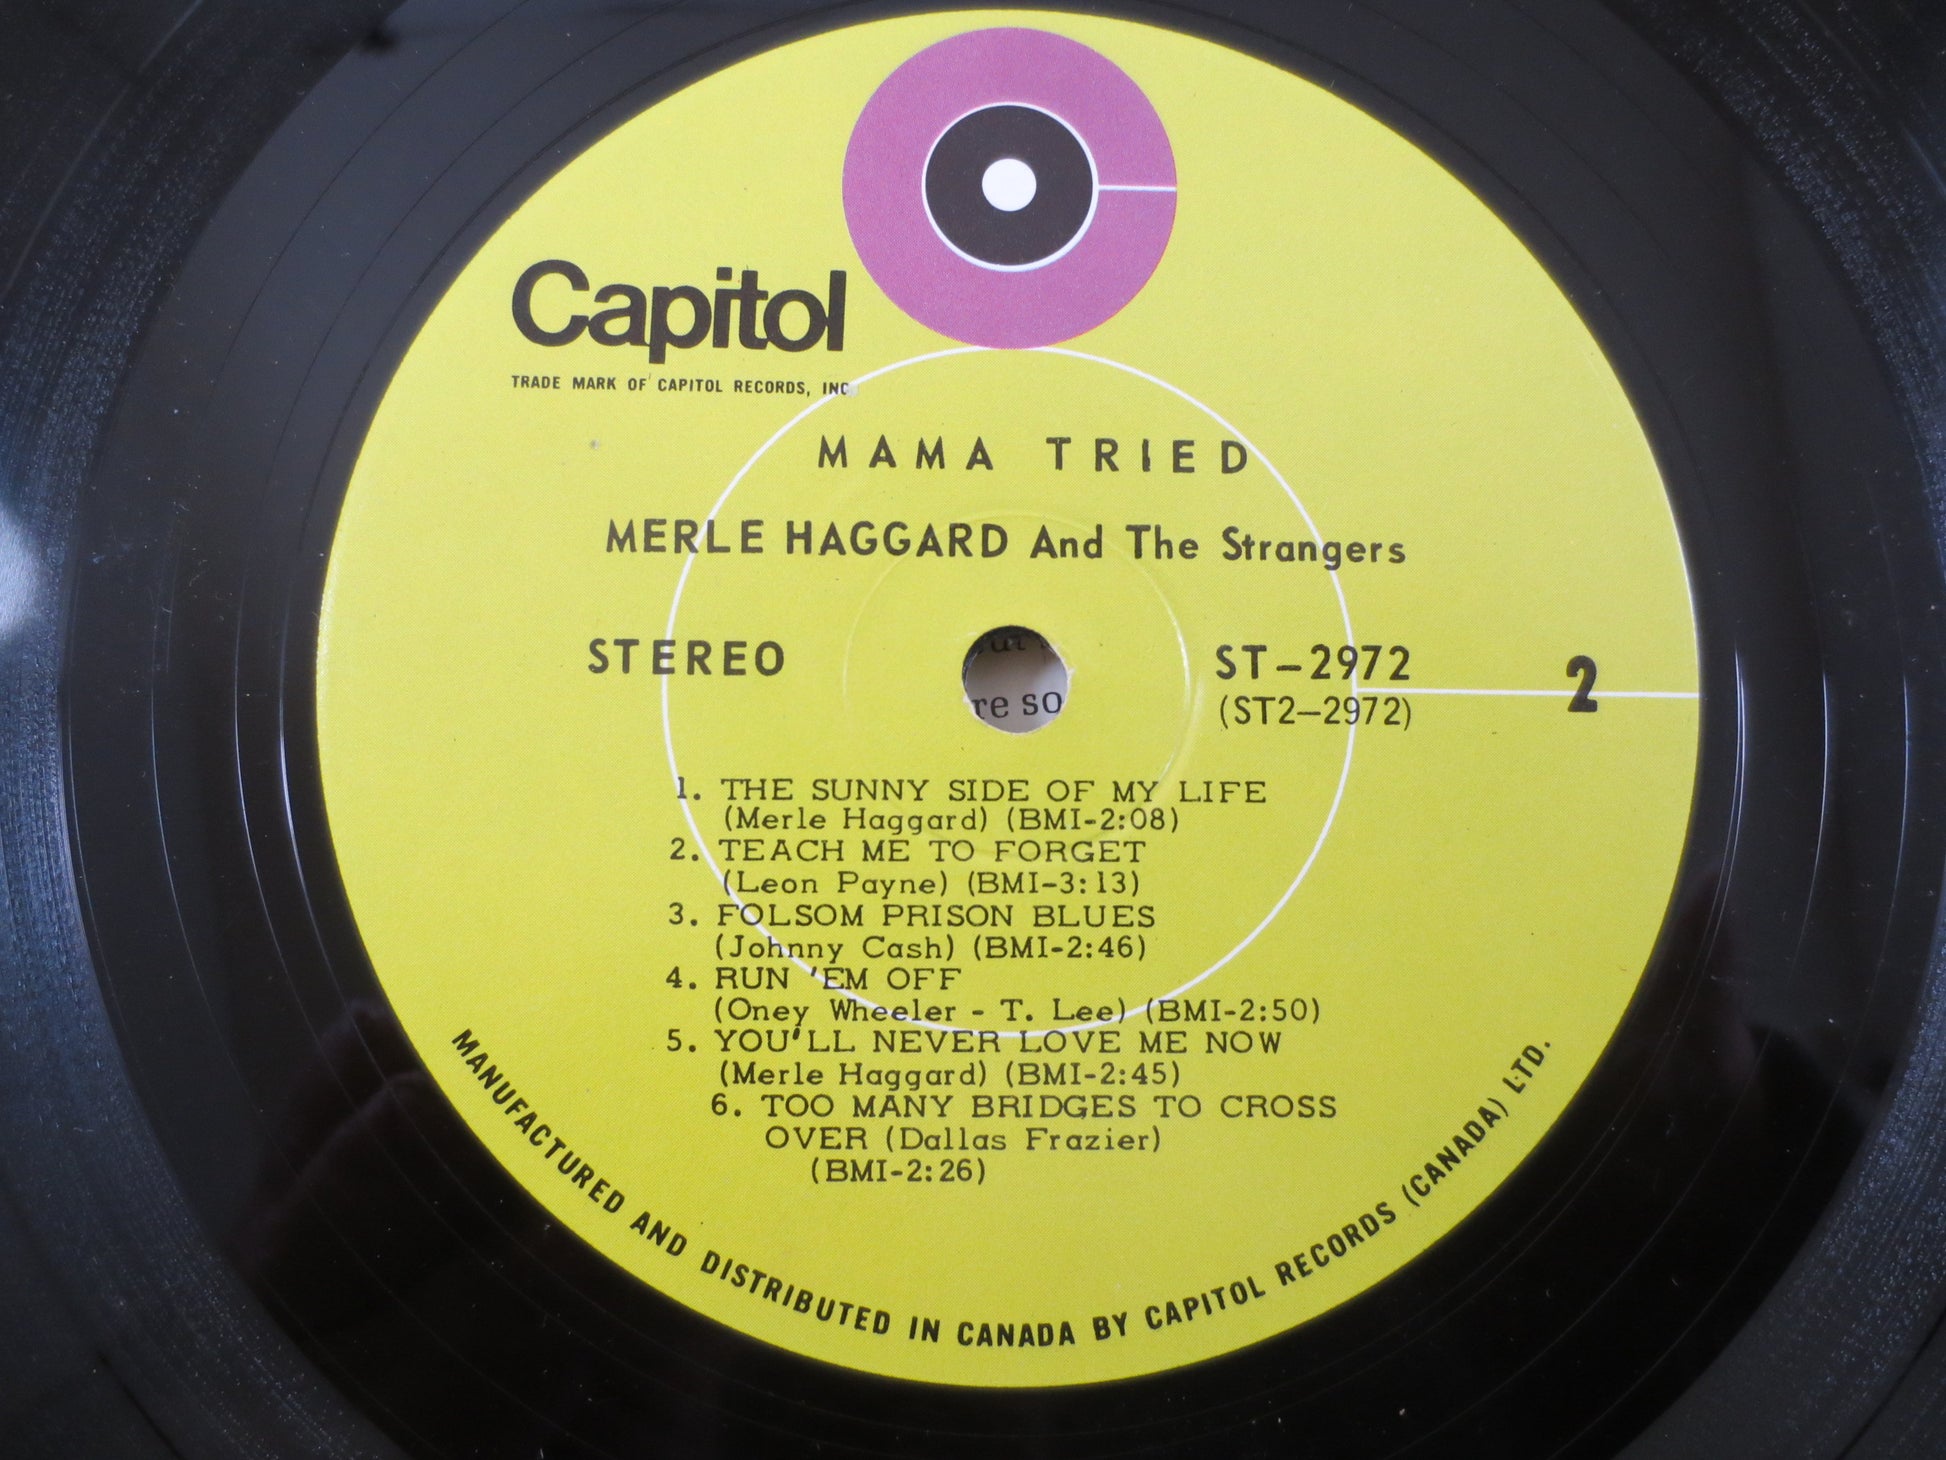 Capitol
TRADE MARK OF CAPITOL RECORDS, INC
MAMA TRIED
MERLE HAGGARD And The Strangers
STEREO
ST-2972
(ST2-2972)
2
re so
1. THE SUNNY SIDE OF MY LIFE
(Merle Haggard) (BMI-2:08)
2. TEACH ME TO FORGET
(Leon Payne) (BMI-3:13)
3. FOLSOM PRISON BLUES
(Johnny Cash) (BMI-2:46)
4. RUN 'EM OFF
(Oney Wheeler - T. Lee) (BMI-2:50)
5. YOU'LL NEVER LOVE ME NOW
(Merle Haggard) (BMI-2:45)
6. TOO MANY BRIDGES TO CROSS
OVER (Dallas Frazier)
(BMI-2:26)
MANUFACTURED AND DISTRIBUTED IN CANADA BY CAPITOL RECORDS (CANADA) LTD.